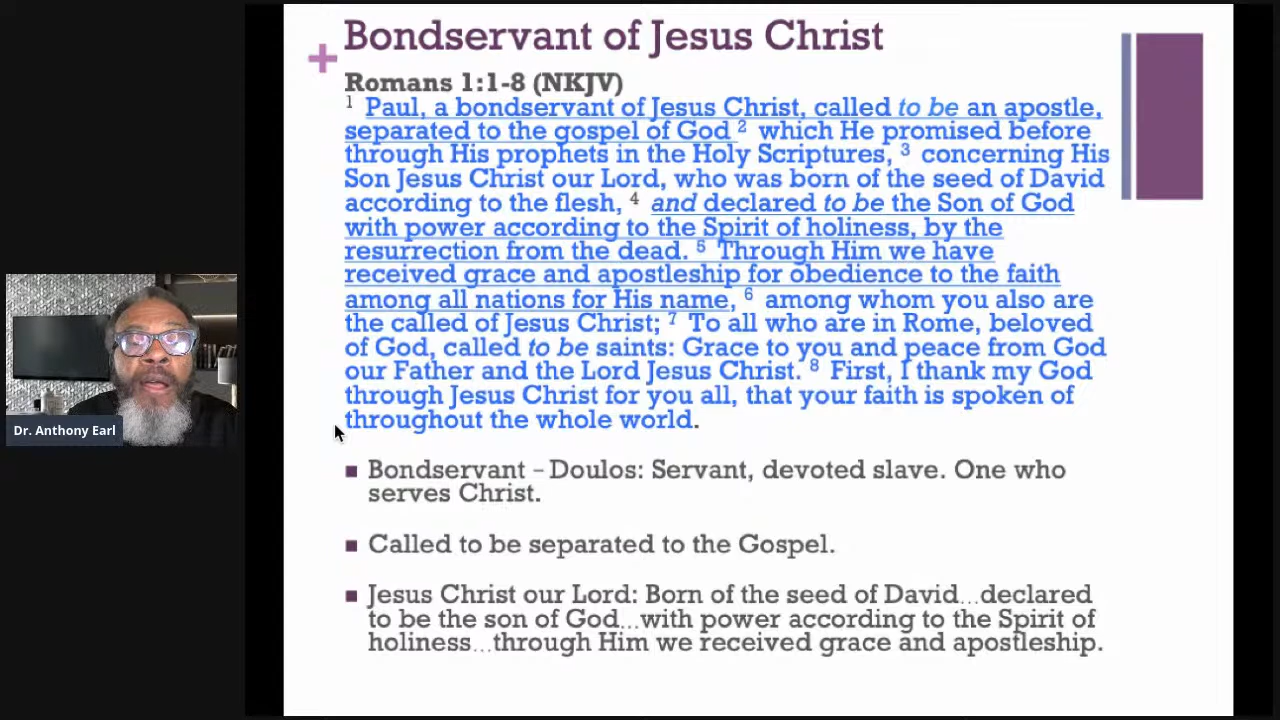 Bondservant of Jesus Christ
+
Romans 1:1-8 (NKJV)
1 Paul, a bondservant of Jesus Christ, called to be an apostle,
separated to the gospel of God 2 which He promised before
through His prophets in the Holy Scriptures, 3 concerning His
Son Jesus Christ our Lord, who was born of the seed of David
according to the flesh, 4 and declared to be the Son of God
with power according to the Spirit of holiness, by the
resurrection from the dead. 5 Through Him we have
received grace and apostleship for obedience to the faith
among all nations for His name, 6 among whom you also are
the called of Jesus Christ; 7 To all who are in Rome, beloved
of God, called to be saints: Grace to you and peace from God
our Father and the Lord Jesus Christ. 8 First, I thank my God
through Jesus Christ for you all, that your faith is spoken of
throughout the whole world.
Dr. Anthony Earl
■ Bondservant – Doulos: Servant, devoted slave. One who
serves Christ.
■ Called to be separated to the Gospel.
■ Jesus Christ our Lord: Born of the seed of David...declared
to be the son of God...with power according to the Spirit of
holiness...through Him we received grace and apostleship.